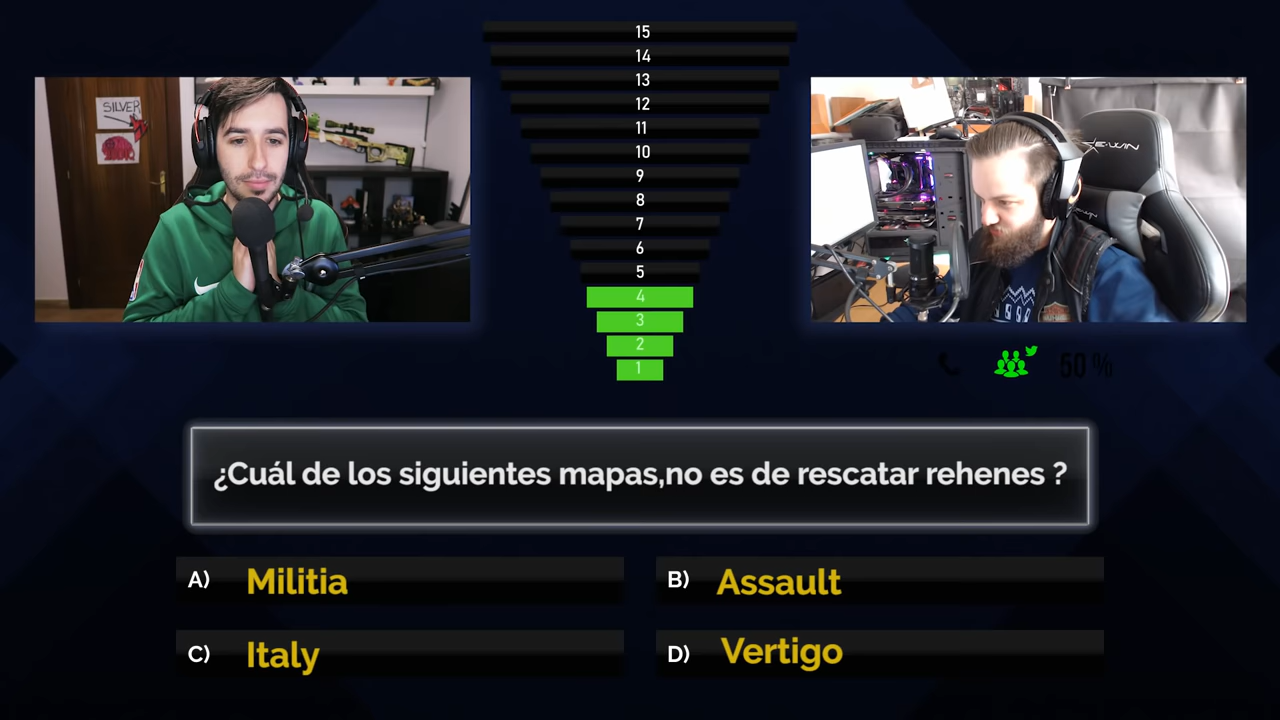 15
14
13
12
11
10
9
8
7
6
5
4
3
2
1
SILVER
E-WIN
50 %
¿Cuál de los siguientes mapas,no es de rescatar rehenes ?
A) Militia
B) Assault
C) Italy
D) Vertigo